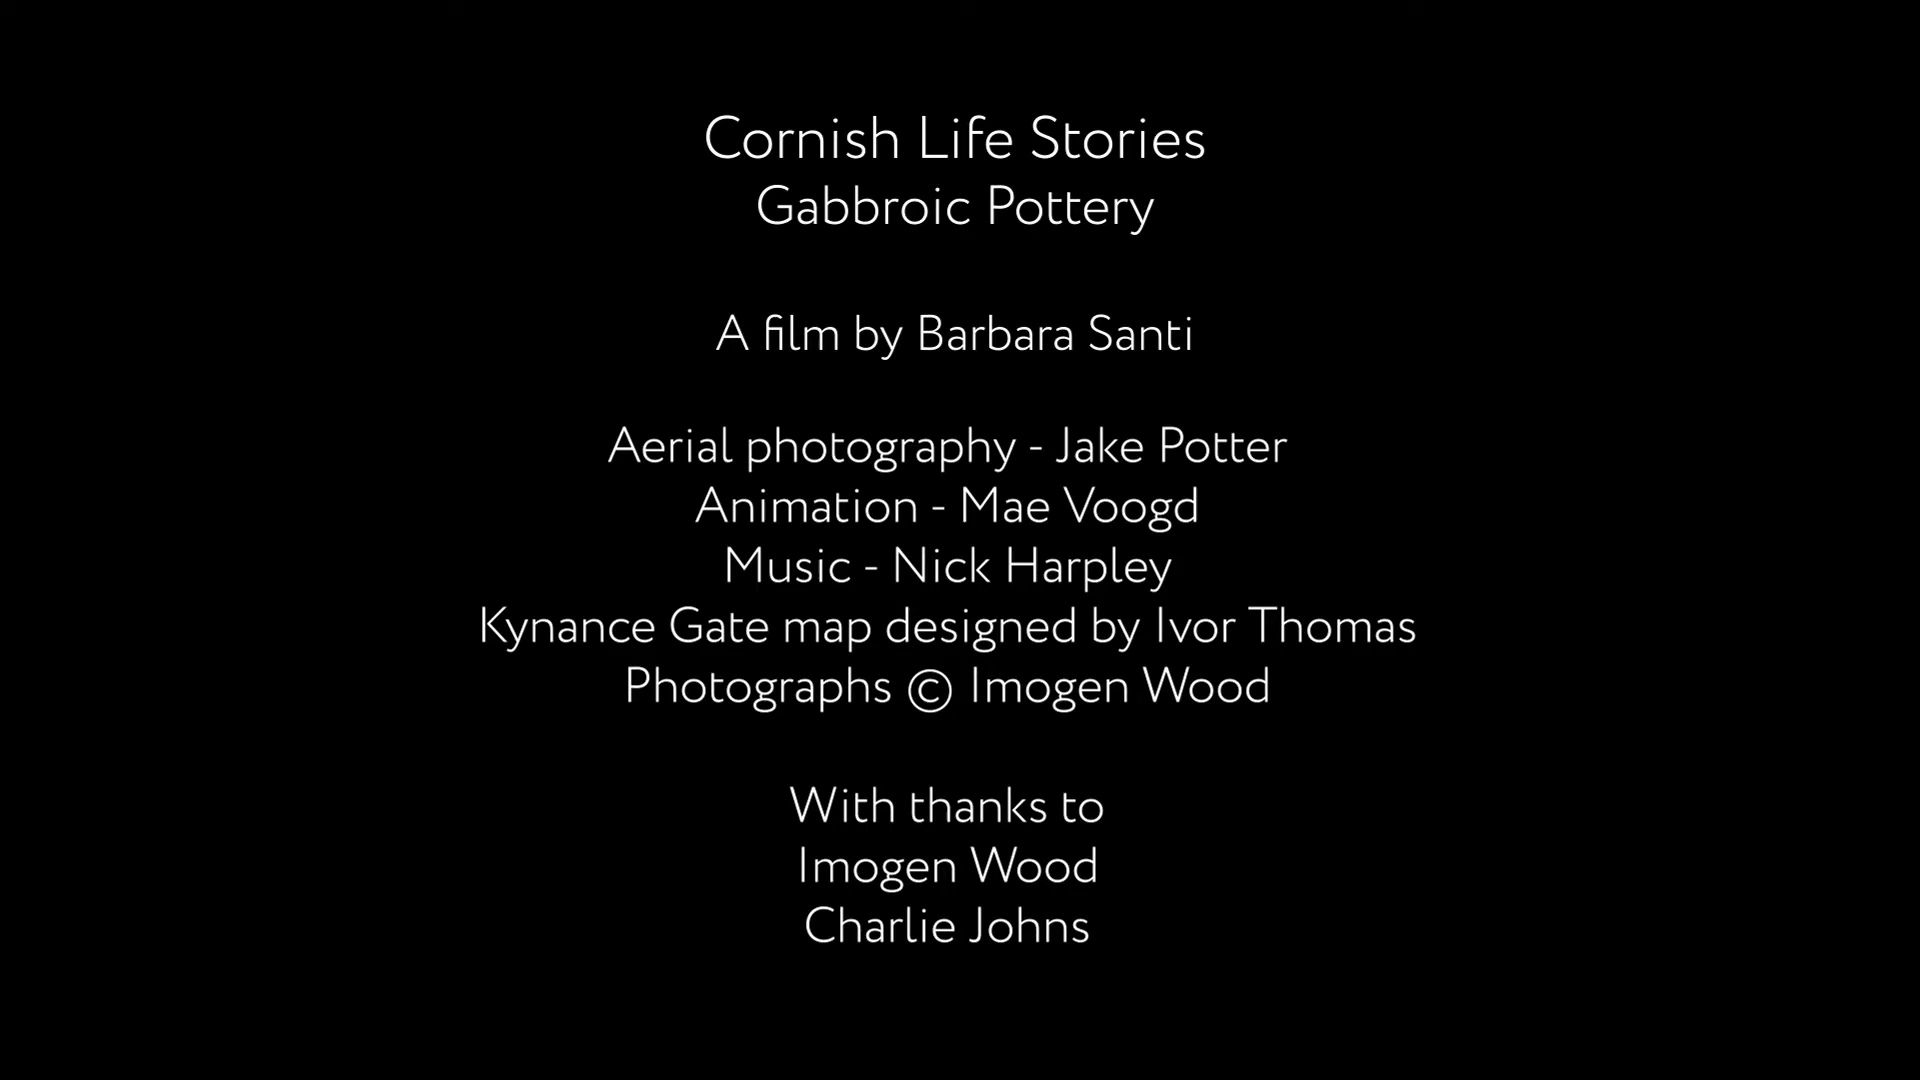 Cornish Life Stories
Gabbroic Pottery
A film by Barbara Santi
Aerial photography - Jake Potter
Animation - Mae Voogd
Music - Nick Harpley
Kynance Gate map designed by Ivor Thomas
Photographs © Imogen Wood
With thanks to
Imogen Wood
Charlie Johns